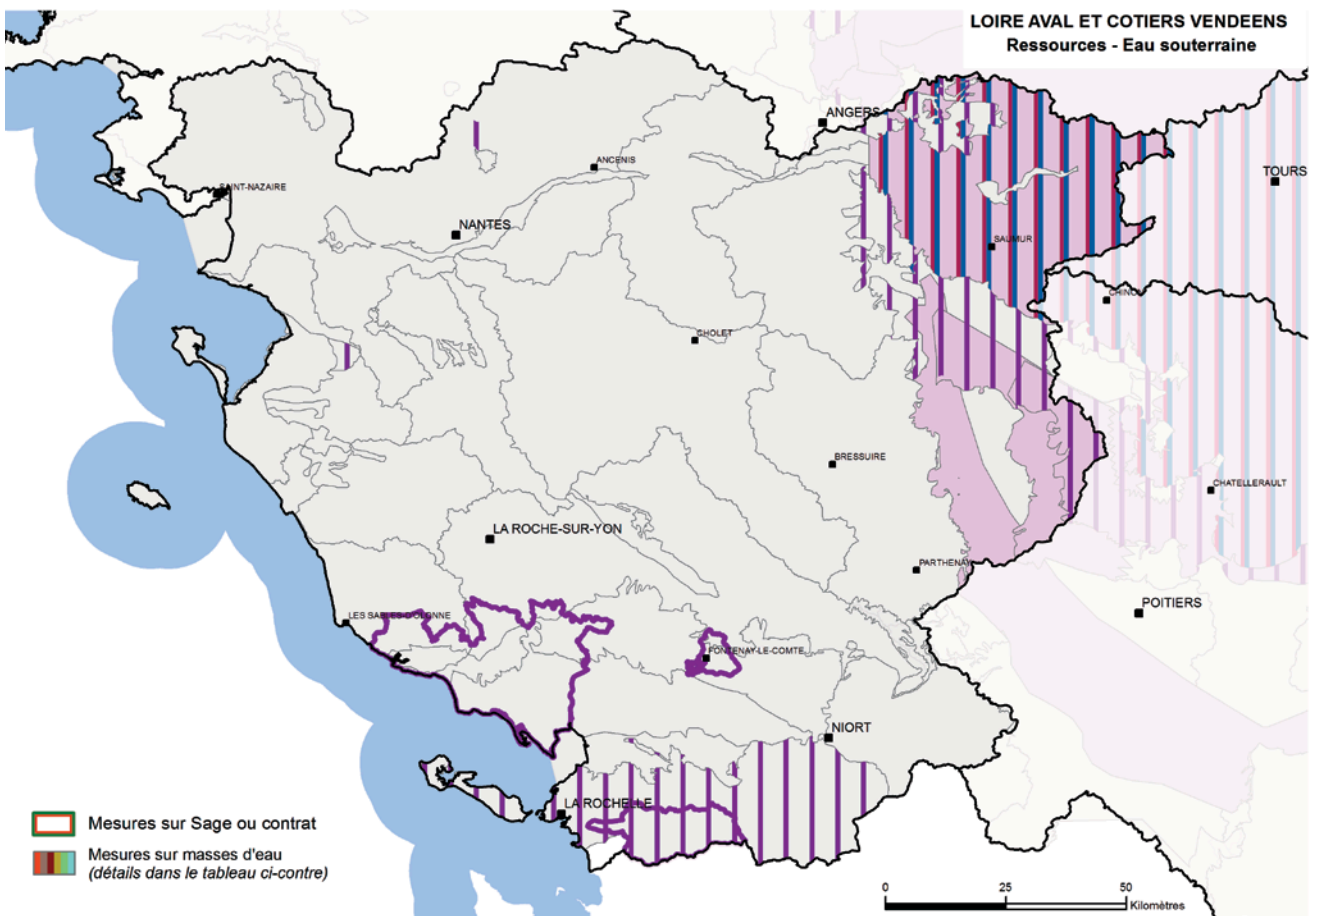 LOIRE AVAL ET COTIERS VENDEENS
Ressources - Eau souterraine
ANGERS
ANCENIS
TOURS
SAINT-NAZAIRE
NANTES
SAUMUR
CHINON
CHOLET
BRESSUIRE
CHATELLERAULT
LA ROCHE-SUR-YON
PARTHENAY
POITIERS
LES SABLES-D'OLONNE
FONTENAY-LE-COMTE
NIORT
LA ROCHELLE
Mesures sur Sage ou contrat
Mesures sur masses d'eau
(détails dans le tableau ci-contre)
0 25 50
Kilomètres